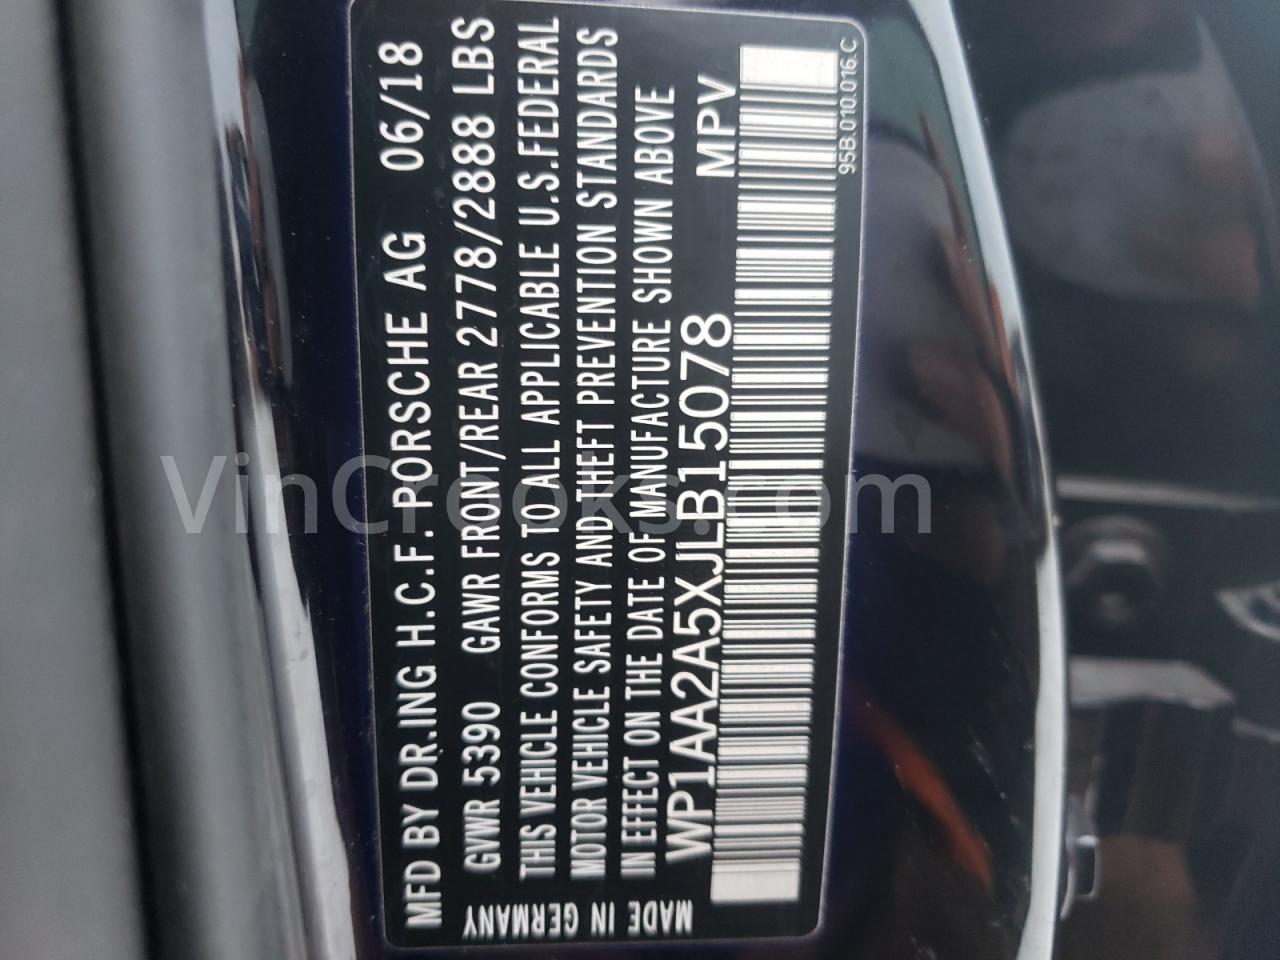 MFD BY DR.ING H.C.F. PORSCHE AG 06/18
GVWR 5390 GAWR FRONT/REAR 2778/2888 LBS
THIS VEHICLE CONFORMS TO ALL APPLICABLE U.S.FEDERAL
MOTOR VEHICLE SAFETY AND THEFT PREVENTION STANDARDS
IN EFFECT ON THE DATE OF MANUFACTURE SHOWN ABOVE
WP1AA2A5XJLB15078 MPV
95B.010.016.C
MADE IN GERMANY
VinCrooks.com